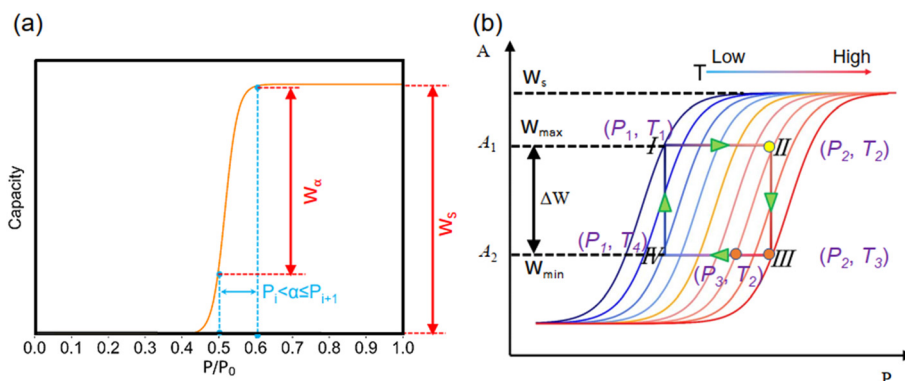 (a)
Capacity
Wα
Ws
Pi<α≤Pi+1
0.0 0.1 0.2 0.3 0.4 0.5 0.6 0.7 0.8 0.9 1.0
P/P0
(b)
A
T Low High
Ws
Wmax
(P1, T1)
A1
I
II
(P2, T2)
ΔW
(P1, T4)
A2
IV
III
(P2, T3)
Wmin
(P3, T2)
P